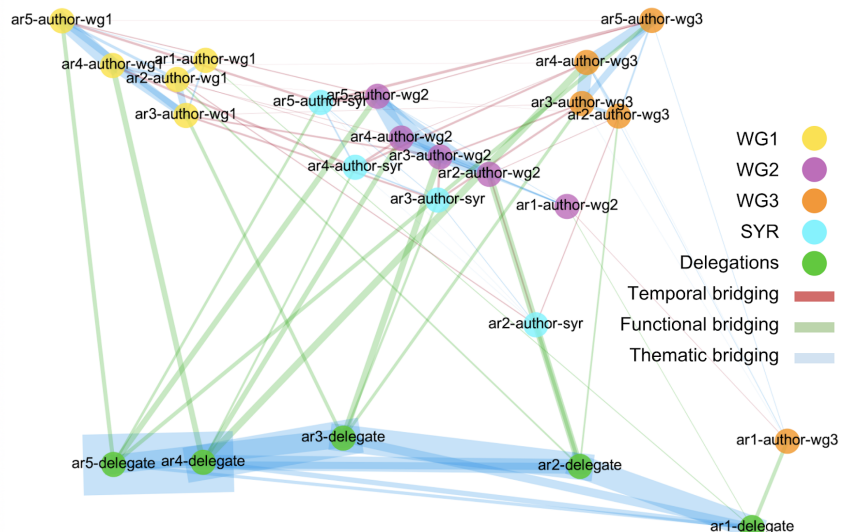 ar5-author-wg1
ar5-author-wg3
ar4-author-wg1
ar1-author-wg1
ar4-author-wg3
ar2-author-wg1
ar5-author-syr
ar5-author-wg2
ar3-author-wg3
ar3-author-wg1
ar2-author-wg3
ar4-author-wg2
WG1
ar3-author-wg2
ar4-author-syr
ar2-author-wg2
WG2
ar3-author-syr
ar1-author-wg2
WG3
SYR
Delegations
Temporal bridging
ar2-author-syr
Functional bridging
Thematic bridging
ar3-delegate
ar1-author-wg3
ar5-delegate
ar4-delegate
ar2-delegate
ar1-delegate